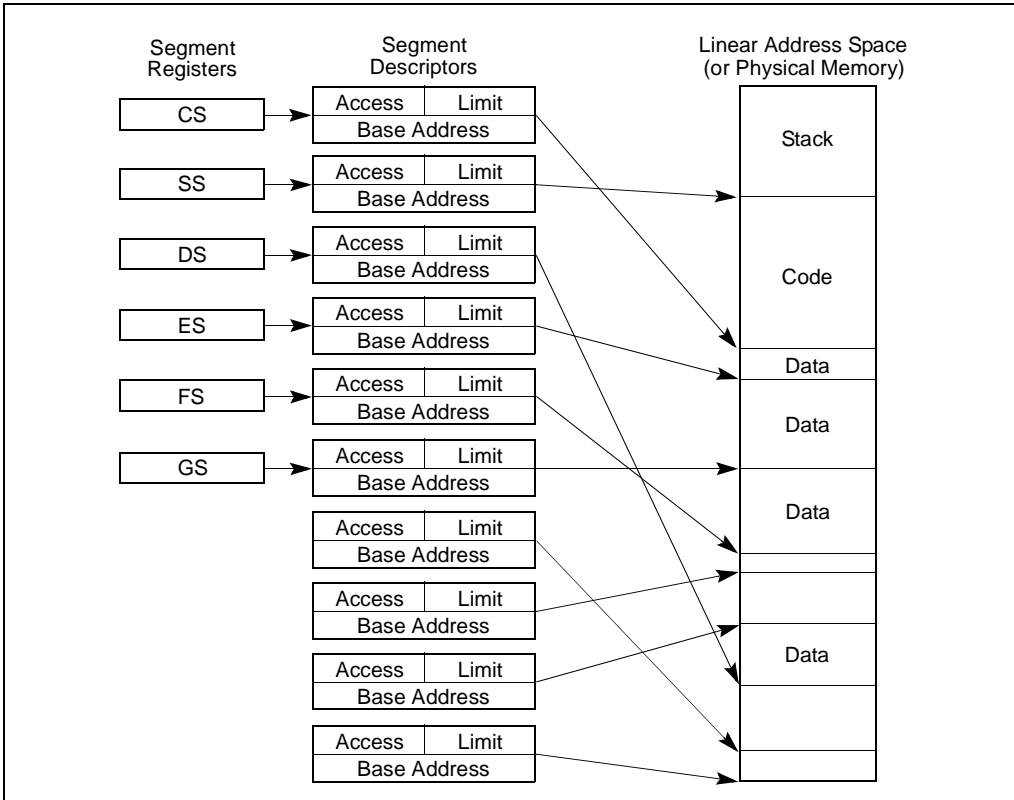 Segment
Registers
Segment
Descriptors
Linear Address Space
(or Physical Memory)
CS
Access Limit
Base Address
Stack
SS
Access Limit
Base Address
DS
Access Limit
Base Address
Code
ES
Access Limit
Base Address
Data
FS
Access Limit
Base Address
Data
GS
Access Limit
Base Address
Data
Access Limit
Base Address
Access Limit
Base Address
Access Limit
Base Address
Data
Access Limit
Base Address